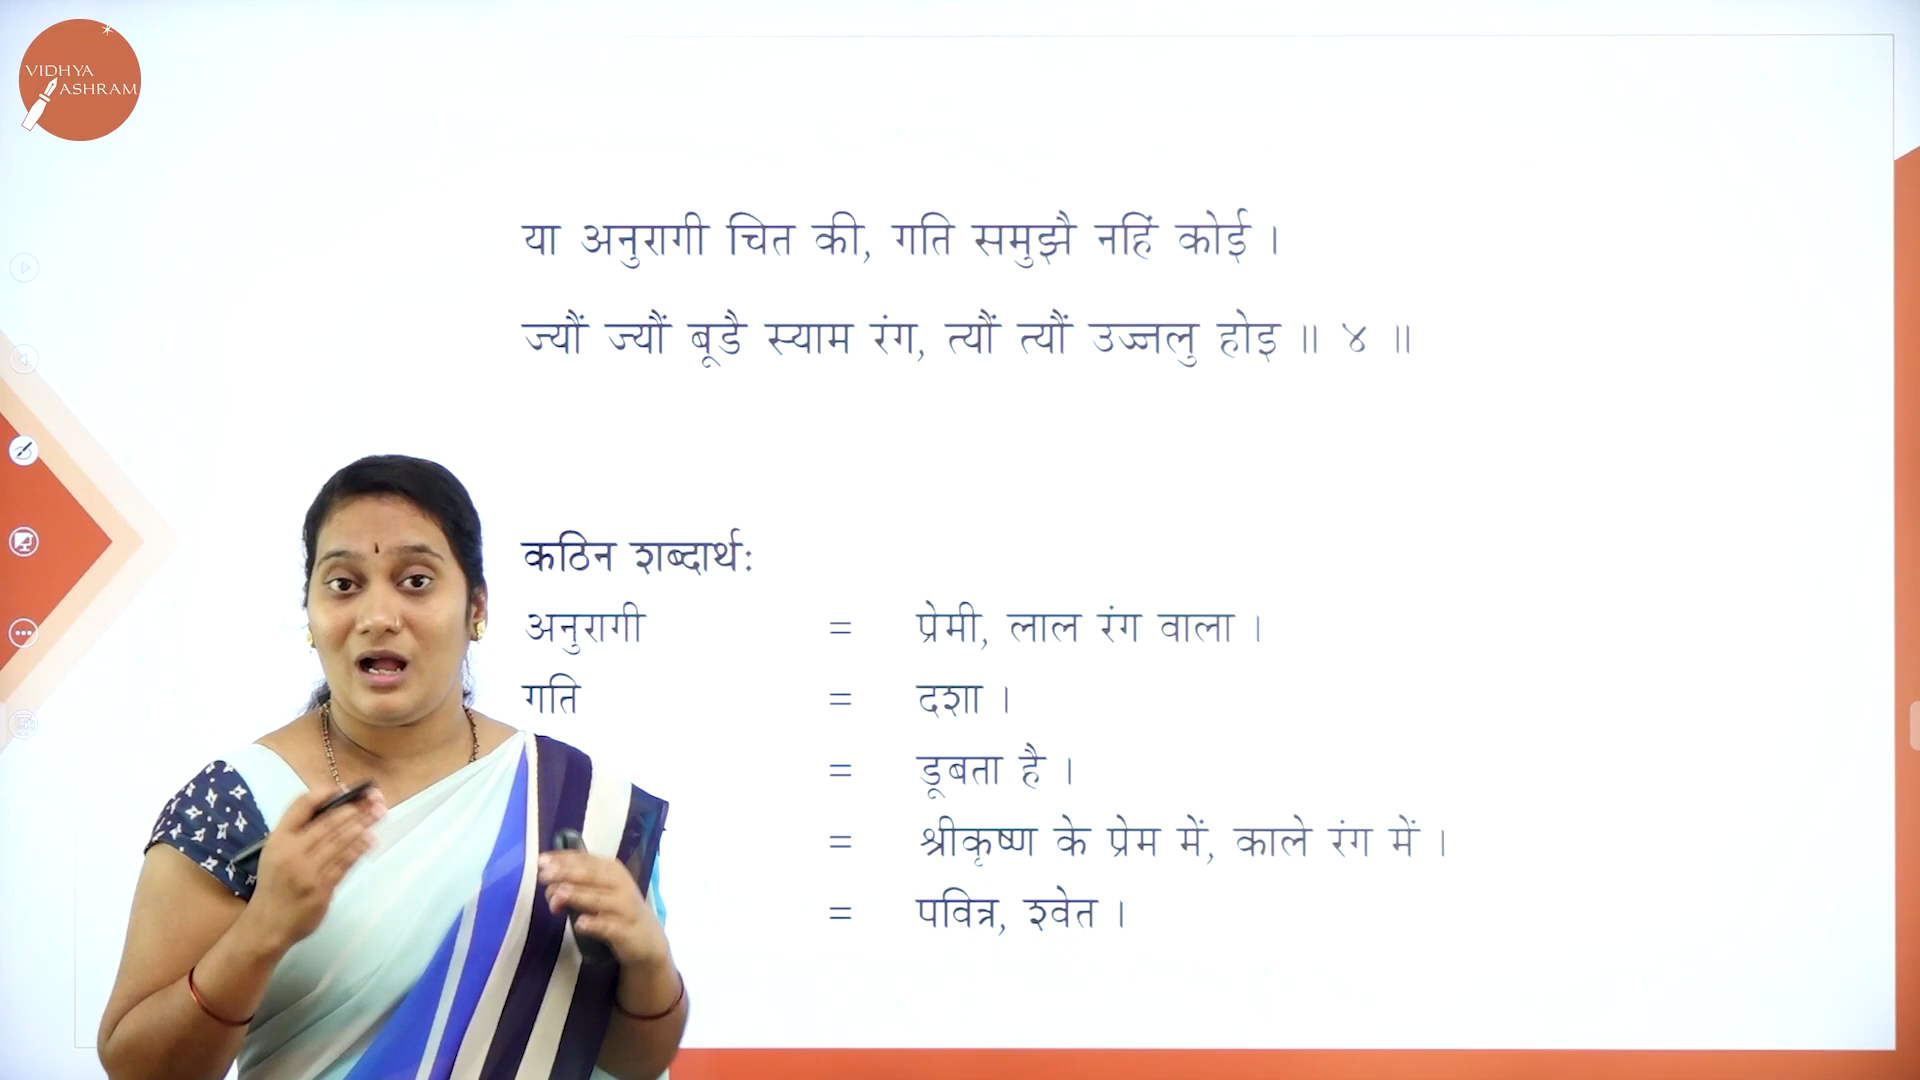 VIDHYA
ASHRAM
या अनुरागी चित की, गति समुझै नहिं कोई ।
ज्यौं ज्यौं बूडै स्याम रंग, त्यौं त्यौं उज्जलु होइ ॥ ४ ॥
कठिन शब्दार्थ:
अनुरागी = प्रेमी, लाल रंग वाला ।
गति = दशा ।
= डूबता है ।
= श्रीकृष्ण के प्रेम में, काले रंग में ।
= पवित्र, श्वेत ।